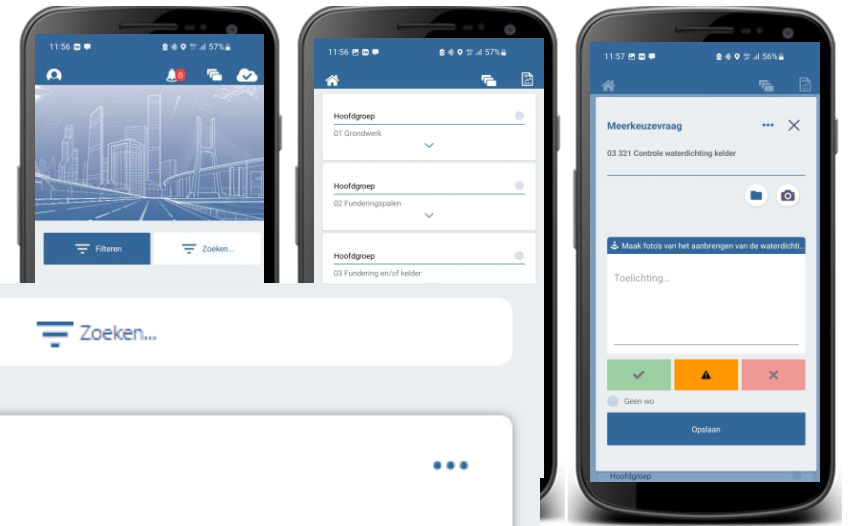 11:56
57%
0
Filteren
Zoeken...
11:56
57%
Hoofdgroep
01 Grondwerk
Hoofdgroep
02 Funderingspalen
Hoofdgroep
03 Fundering en/of kelder
Zoeken...
11:57
56%
Meerkeuzevraag
03 321 Controle waterdichting kelder
Maak foto's van het aanbrengen van de waterdichti...
Toelichting...
Geen wo
Opslaan
Hoofdgroep